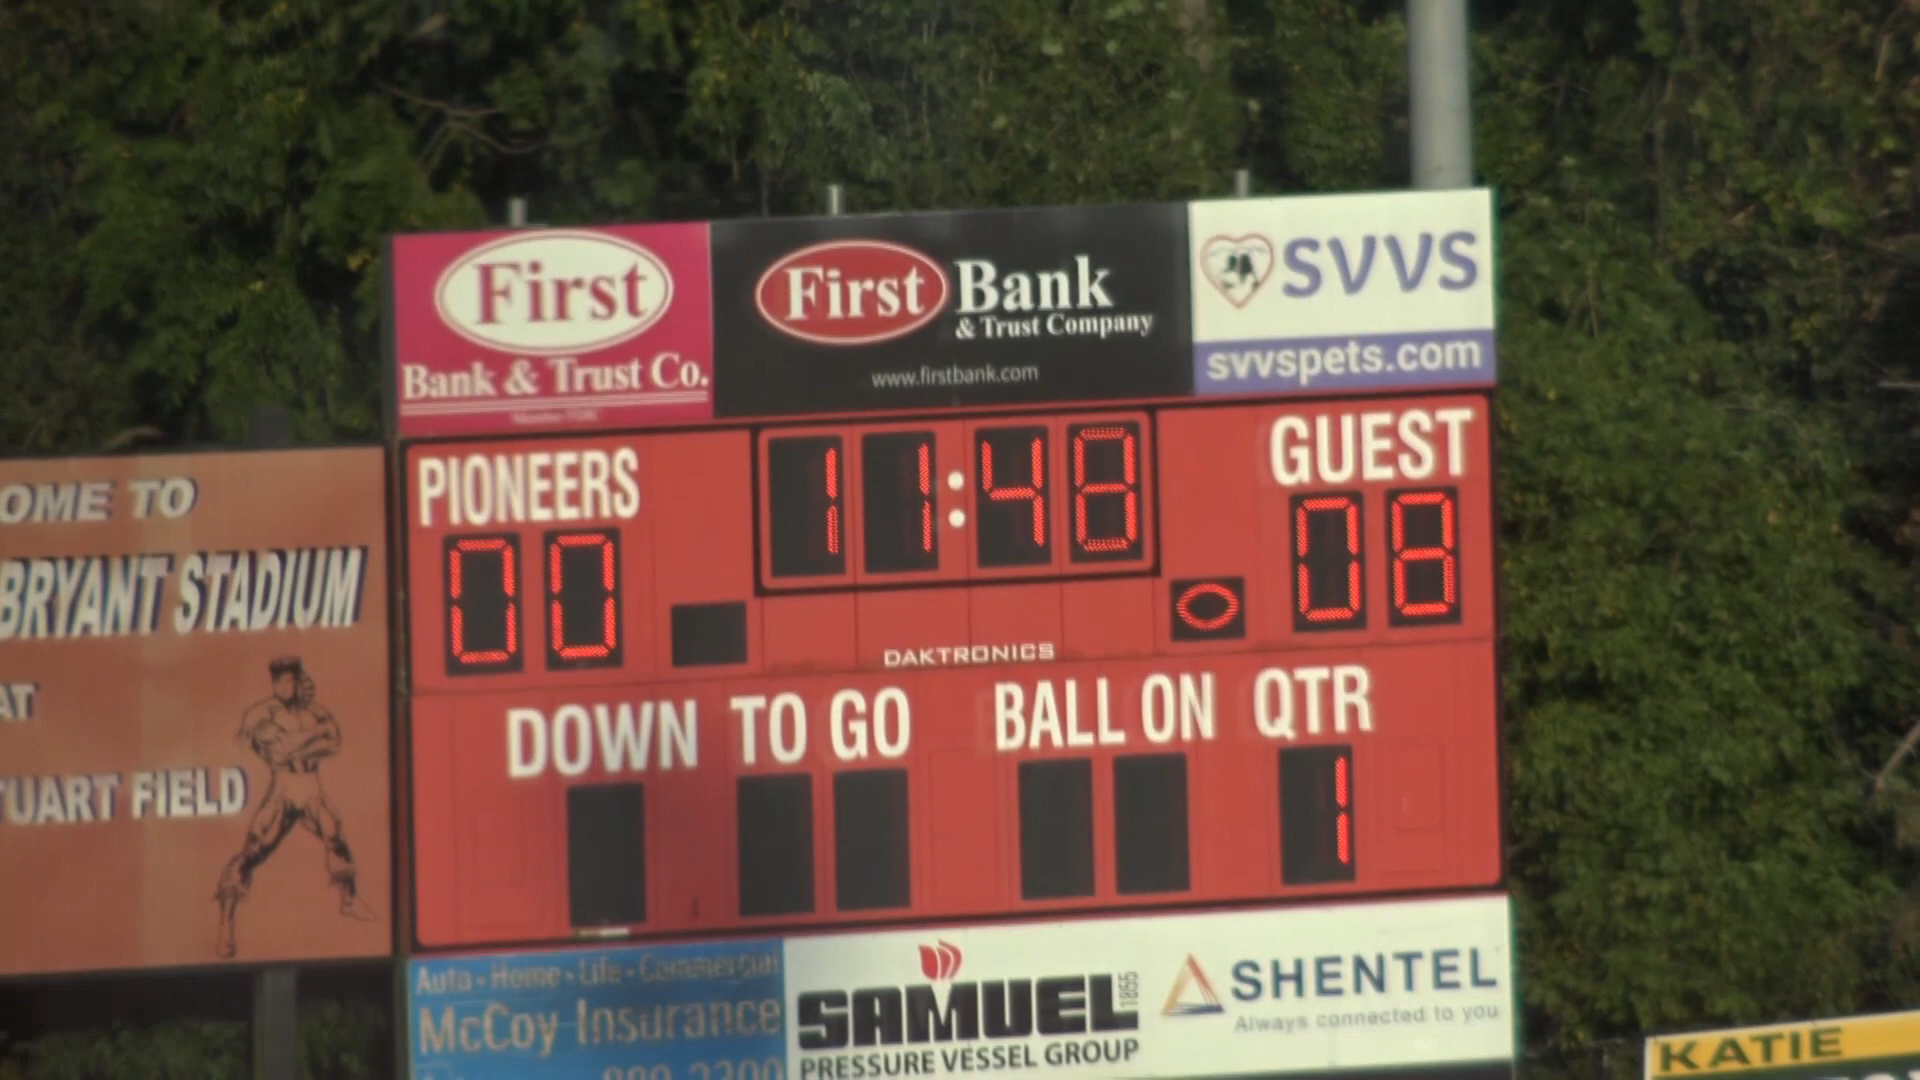 First
Bank & Trust Co.
First Bank
& Trust Company
www.firstbank.com
SVVS
svvspets.com
OME TO
BRYANT STADIUM
AT
TUART FIELD
PIONEERS
00
11:48
GUEST
08
DAKTRONICS
DOWN TO GO BALL ON QTR
1
Auto - Home - Life - Commercial
McCoy Insurance
SAMUEL 1855
PRESSURE VESSEL GROUP
SHENTEL
Always connected to you
KATIE